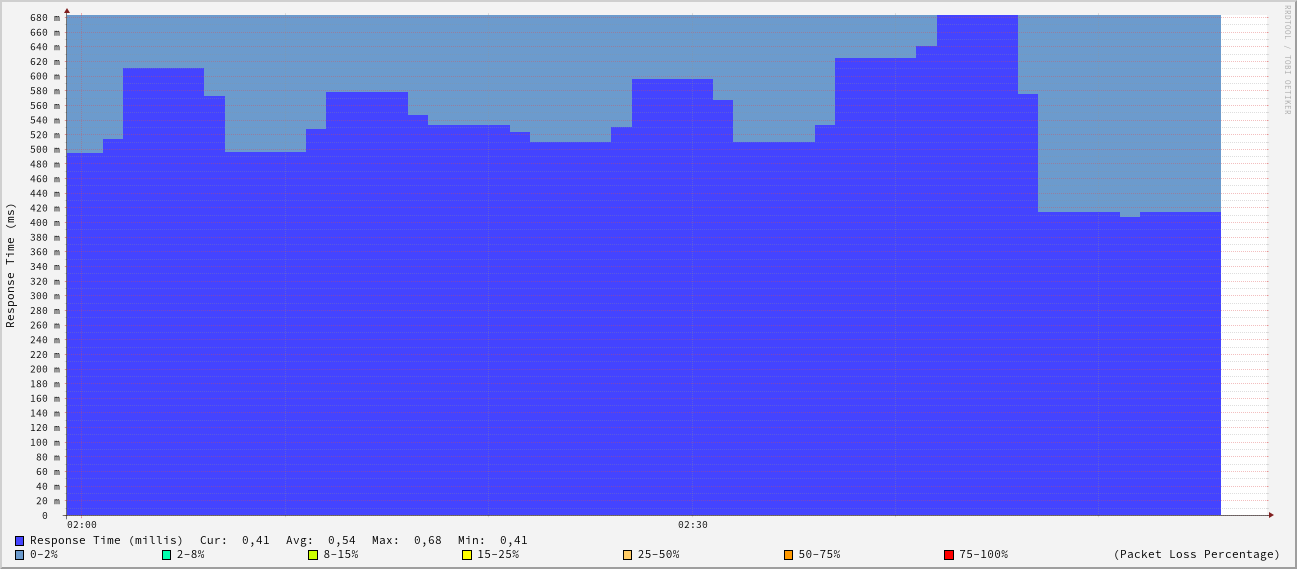 RRDTOOL / TOBI OETIKER
Response Time (ms)
680 m
660 m
640 m
620 m
600 m
580 m
560 m
540 m
520 m
500 m
480 m
460 m
440 m
420 m
400 m
380 m
360 m
340 m
320 m
300 m
280 m
260 m
240 m
220 m
200 m
180 m
160 m
140 m
120 m
100 m
80 m
60 m
40 m
20 m
0
02:00 02:30
Response Time (millis) Cur: 0,41 Avg: 0,54 Max: 0,68 Min: 0,41
0-2% 2-8% 8-15% 15-25% 25-50% 50-75% 75-100% (Packet Loss Percentage)